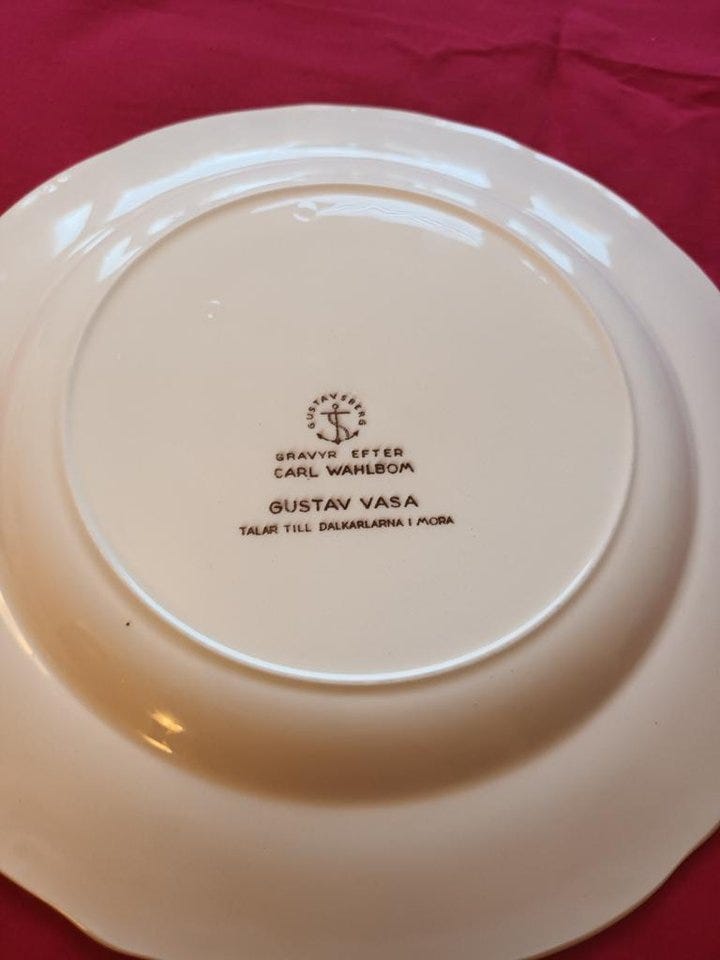 GUSTAVSBERG
GRAVYR EFTER
CARL WAHLBOM
GUSTAV VASA
TALAR TILL DALKARLARNA I MORA